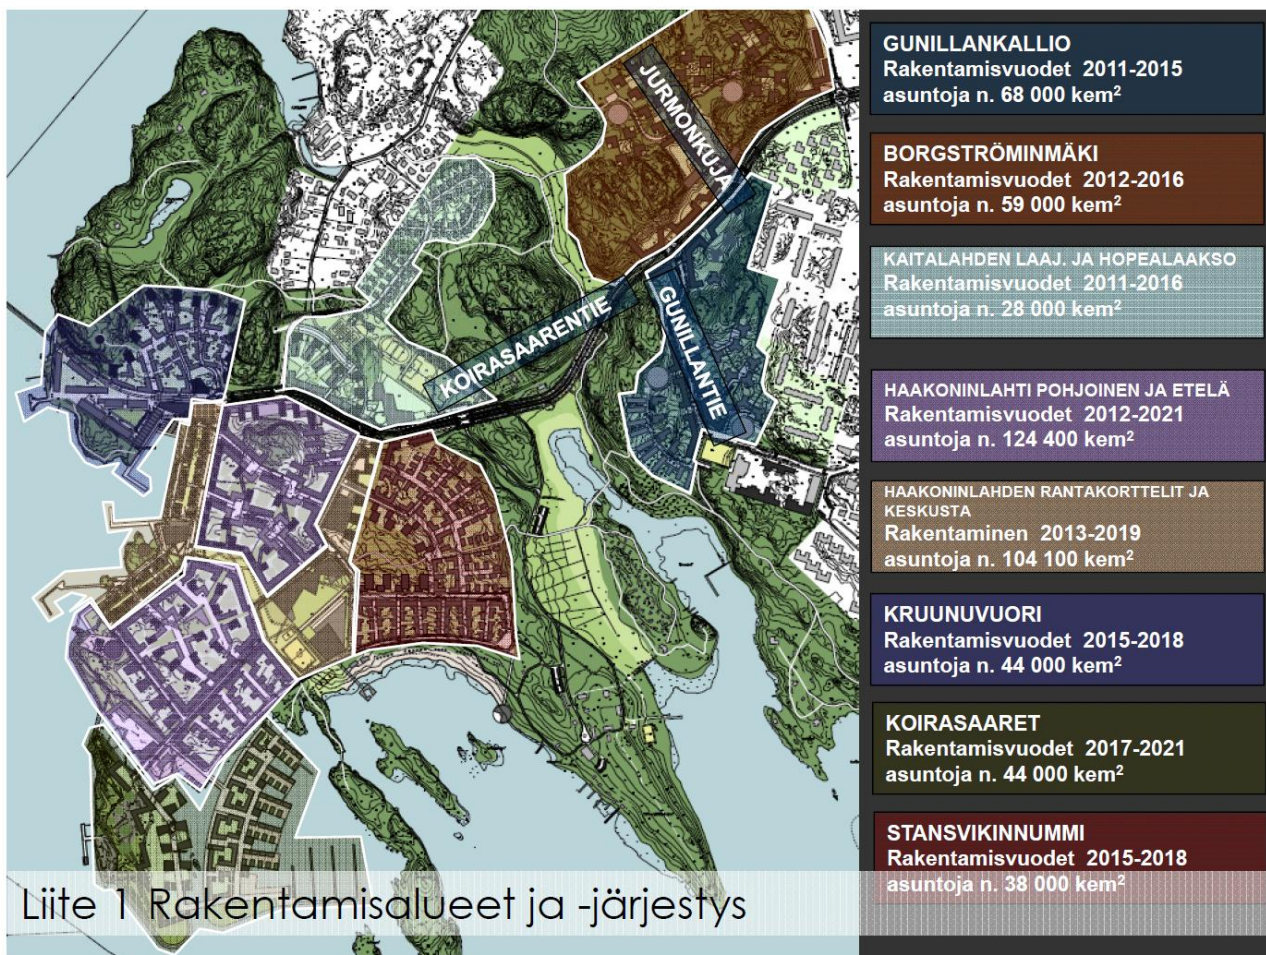 JURMONKUJA
KOIRASAARENTIE
GUNILLANTIE
GUNILLANKALLIO
Rakentamisvuodet 2011-2015
asuntoja n. 68 000 kem²
BORGSTRÖMINMÄKI
Rakentamisvuodet 2012-2016
asuntoja n. 59 000 kem²
KAITALAHDEN LAAJ. JA HOPEALAAKSO
Rakentamisvuodet 2011-2016
asuntoja n. 28 000 kem²
HAAKONINLAHTI POHJOINEN JA ETELÄ
Rakentamisvuodet 2012-2021
asuntoja n. 124 400 kem²
HAAKONINLAHDEN RANTAKORTTELIT JA
KESKUSTA
Rakentaminen 2013-2019
asuntoja n. 104 100 kem²
KRUUNUVUORI
Rakentamisvuodet 2015-2018
asuntoja n. 44 000 kem²
KOIRASAARET
Rakentamisvuodet 2017-2021
asuntoja n. 44 000 kem²
STANSVIKINNUMMI
Rakentamisvuodet 2015-2018
asuntoja n. 38 000 kem²
Liite 1 Rakentamisalueet ja -järjestys